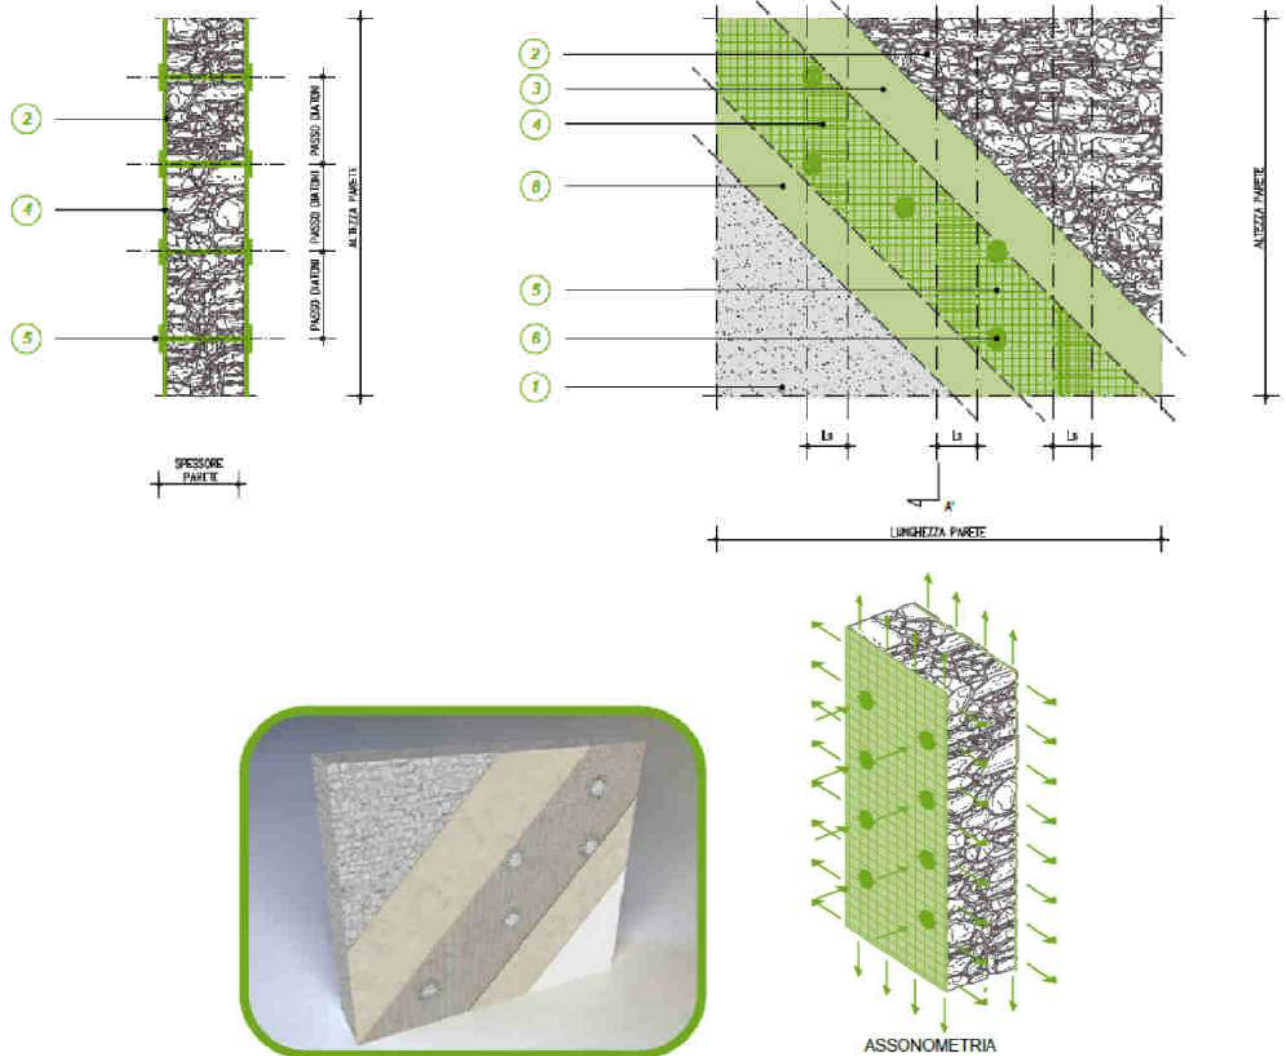 2
4
5
PASSO DIATONI
PASSO DIATONI
PASSO DIATONI
ALTEZZA PARETE
SPESSORE
PARETE
2
3
4
6
5
6
1
ALTEZZA PARETE
Ls
Ls
Ls
A'
LUNGHEZZA PARETE
ASSONOMETRIA